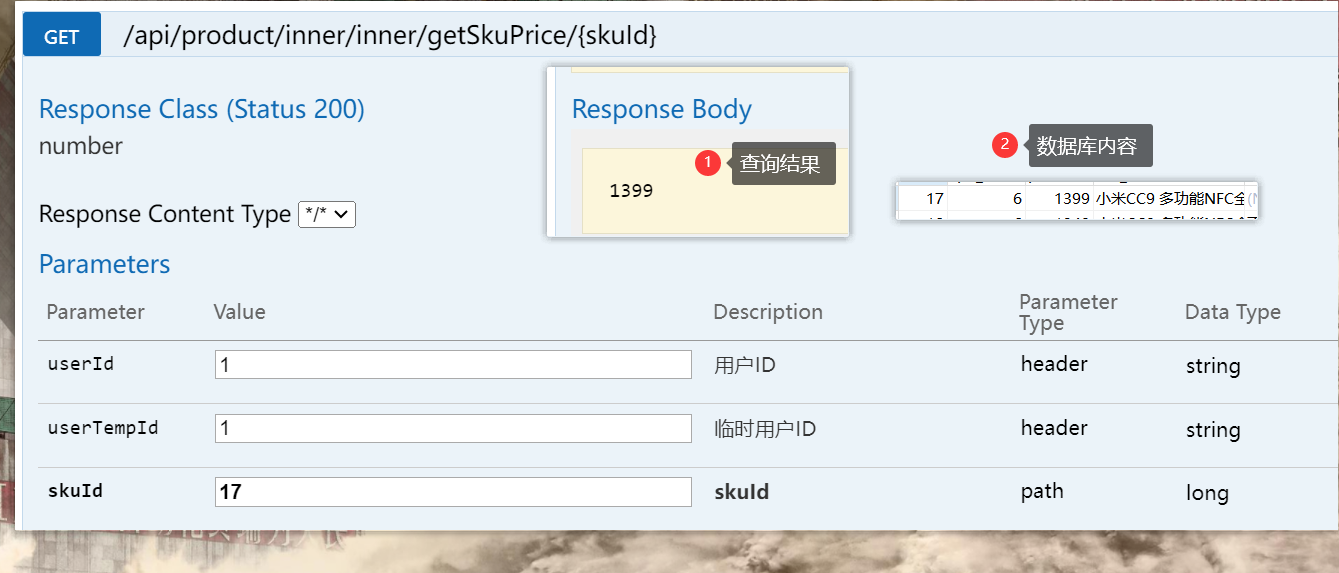 GET /api/product/inner/inner/getSkuPrice/{skuId}
Response Class (Status 200)
number
Response Content Type */*
Response Body
1 查询结果
1399
2 数据库内容
17 6 1399 小米CC9 多功能NFC全
Parameters
Parameter Value Description Parameter Type Data Type
userId 1 用户ID header string
userTempId 1 临时用户ID header string
skuId 17 skuId path long